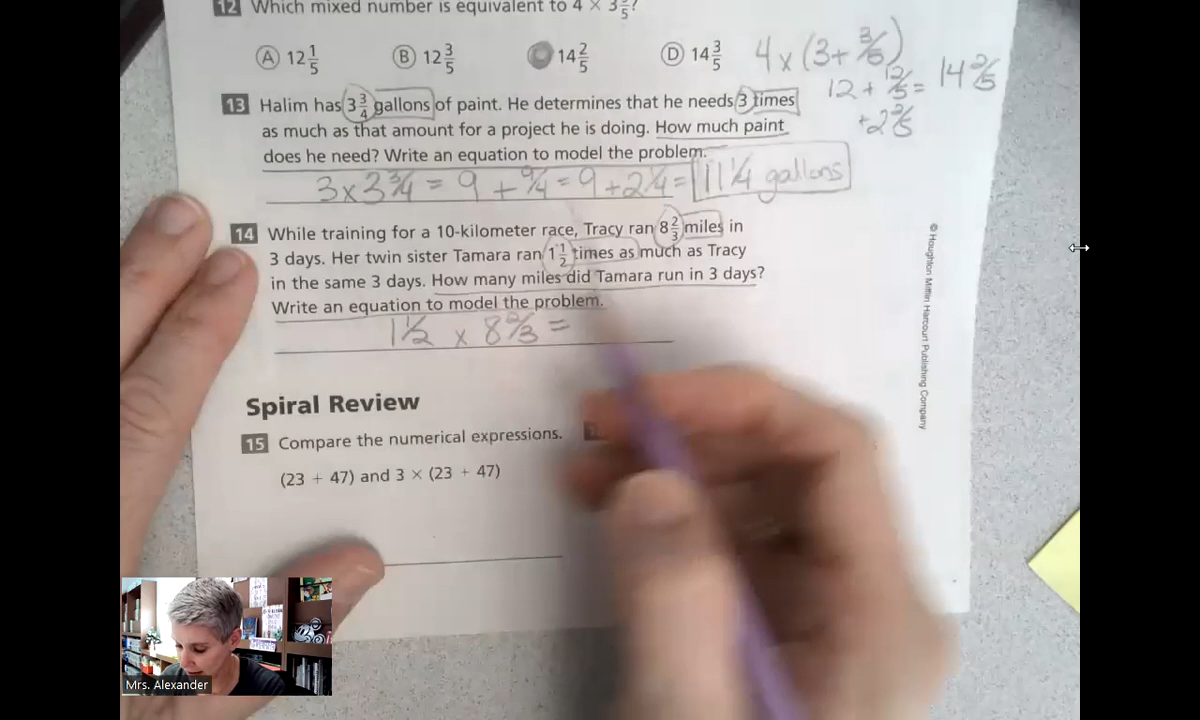 12 Which mixed number is equivalent to 4 × 3 3/5?
A 12 1/5 B 12 3/5 C 14 2/5 D 14 3/5
4 x (3 + 3/5)
12 + 12/5 = 14 2/5
+2 2/5
13 Halim has 3 3/4 gallons of paint. He determines that he needs 3 times
as much as that amount for a project he is doing. How much paint
does he need? Write an equation to model the problem.
3 x 3 3/4 = 9 + 9/4 = 9 + 2 1/4 = 11 1/4 gallons
14 While training for a 10-kilometer race, Tracy ran 8 2/3 miles in
3 days. Her twin sister Tamara ran 1 1/2 times as much as Tracy
in the same 3 days. How many miles did Tamara run in 3 days?
Write an equation to model the problem.
1 1/2 x 8 2/3 =
Spiral Review
15 Compare the numerical expressions.
(23 + 47) and 3 × (23 + 47)
© Houghton Mifflin Harcourt Publishing Company
Mrs. Alexander